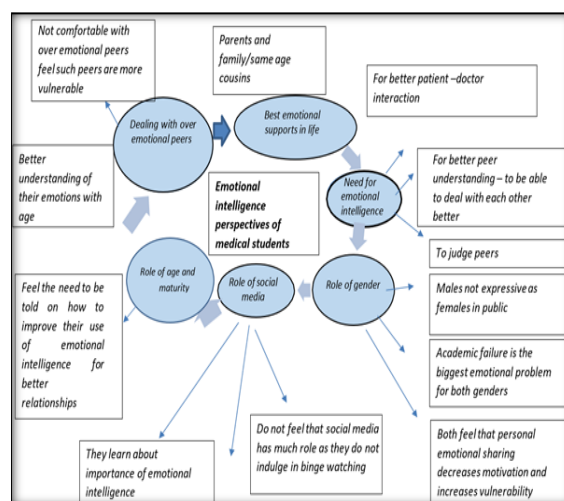 Not comfortable with
over emotional peers
feel such peers are more
vulnerable
Parents and
family/same age
cousins
For better patient –doctor
interaction
Dealing with over
emotional peers
Best emotional
supports in life
Better
understanding of
their emotions with
age
Emotional
intelligence
perspectives of
medical students
Need for
emotional
intelligence
For better peer
understanding – to be able
to deal with each other
better
To judge peers
Role of age and
maturity
Role of social
media
Role of gender
Males not expressive as
females in public
Feel the need to be
told on how to
improve their use
of emotional
intelligence for
better
relationships
Academic failure is the
biggest emotional problem
for both genders
They learn about
importance of emotional
intelligence
Do not feel that social media
has much role as they do not
indulge in binge watching
Both feel that personal
emotional sharing
decreases motivation and
increases vulnerability